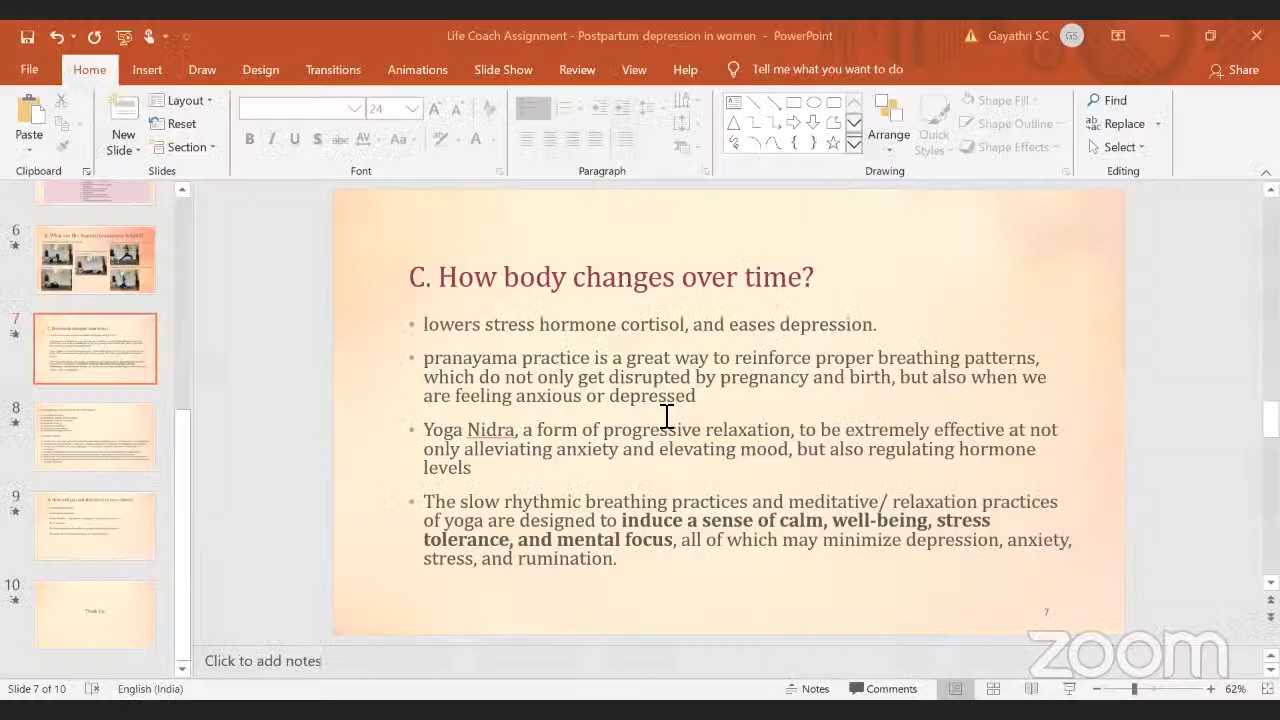 Life Coach Assignment - Postpartum depression in women - PowerPoint
Gayathri SC
GS
File
Home
Insert
Draw
Design
Transitions
Animations
Slide Show
Review
View
Help
Tell me what you want to do
Share
Paste
Clipboard
New
Slide
Layout
Reset
Section
Slides
24
B I U S abc AV Aa A
Font
Paragraph
Arrange
Quick
Styles
Shape Fill
Shape Outline
Shape Effects
Drawing
Find
Replace
Select
Editing
6
7
8
9
10
Thank You
C. How body changes over time?
• lowers stress hormone cortisol, and eases depression.
• pranayama practice is a great way to reinforce proper breathing patterns,
which do not only get disrupted by pregnancy and birth, but also when we
are feeling anxious or depressed
• Yoga Nidra, a form of progressive relaxation, to be extremely effective at not
only alleviating anxiety and elevating mood, but also regulating hormone
levels
• The slow rhythmic breathing practices and meditative/ relaxation practices
of yoga are designed to induce a sense of calm, well-being, stress
tolerance, and mental focus, all of which may minimize depression, anxiety,
stress, and rumination.
7
zoom
Click to add notes
Slide 7 of 10
English (India)
Notes
Comments
62%